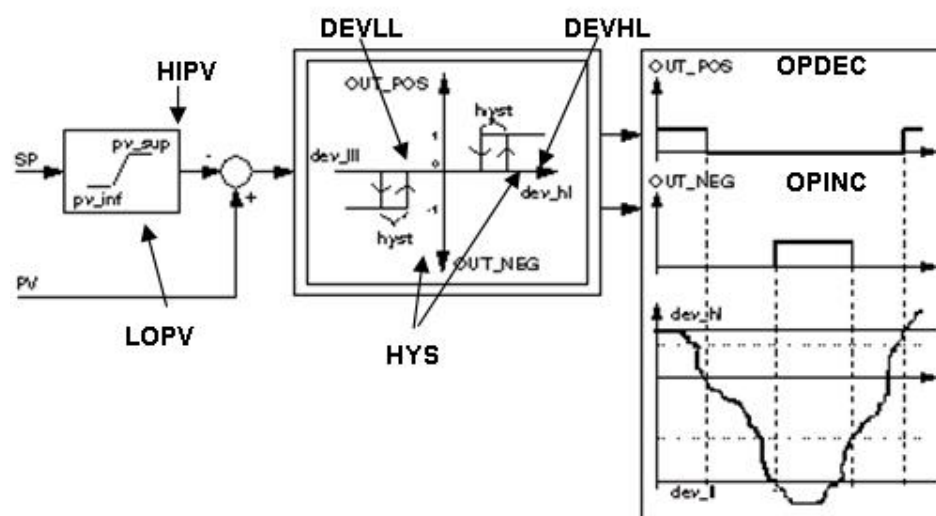 DEVLL
DEVHL
HIPV
OUT_POS
OPDEC
OUT_POS
hyst
pv_sup
1
SP
-
dev_lll
0
pv_inf
dev_hl
+
OUT_NEG
OPINC
-1
hyst
OUT_NEG
PV
LOPV
HYS
dev_hl
dev_ll